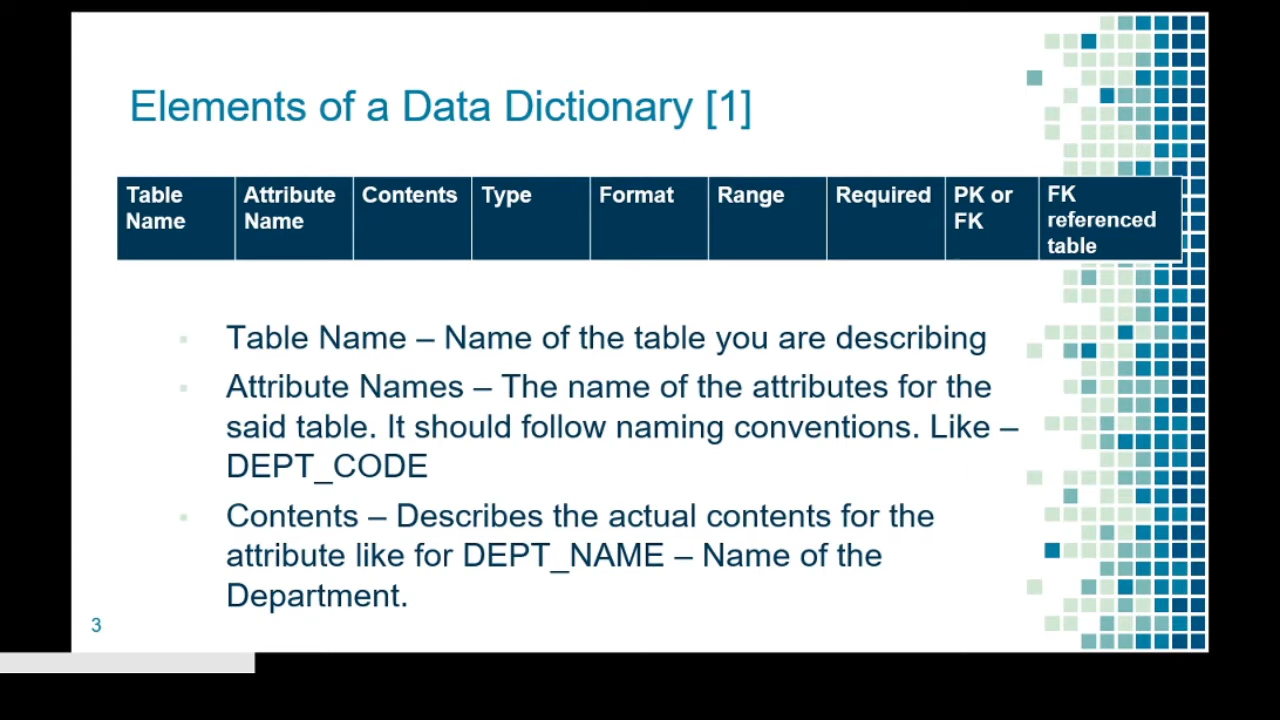 Elements of a Data Dictionary [1]
Table Name
Attribute Name
Contents
Type
Format
Range
Required
PK or FK
FK referenced table
Table Name – Name of the table you are describing
Attribute Names – The name of the attributes for the
said table. It should follow naming conventions. Like –
DEPT_CODE
Contents – Describes the actual contents for the
attribute like for DEPT_NAME – Name of the
Department.
3